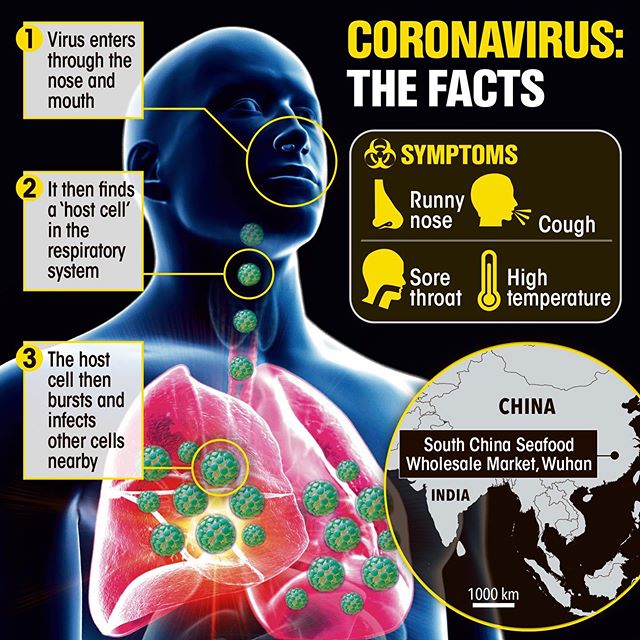 CORONAVIRUS:
THE FACTS
1 Virus enters
through the
nose and
mouth
2 It then finds
a 'host cell'
in the
respiratory
system
3 The host
cell then
bursts and
infects
other cells
nearby
SYMPTOMS
Runny
nose
Cough
Sore
throat
High
temperature
CHINA
South China Seafood
Wholesale Market, Wuhan
INDIA
1000 km